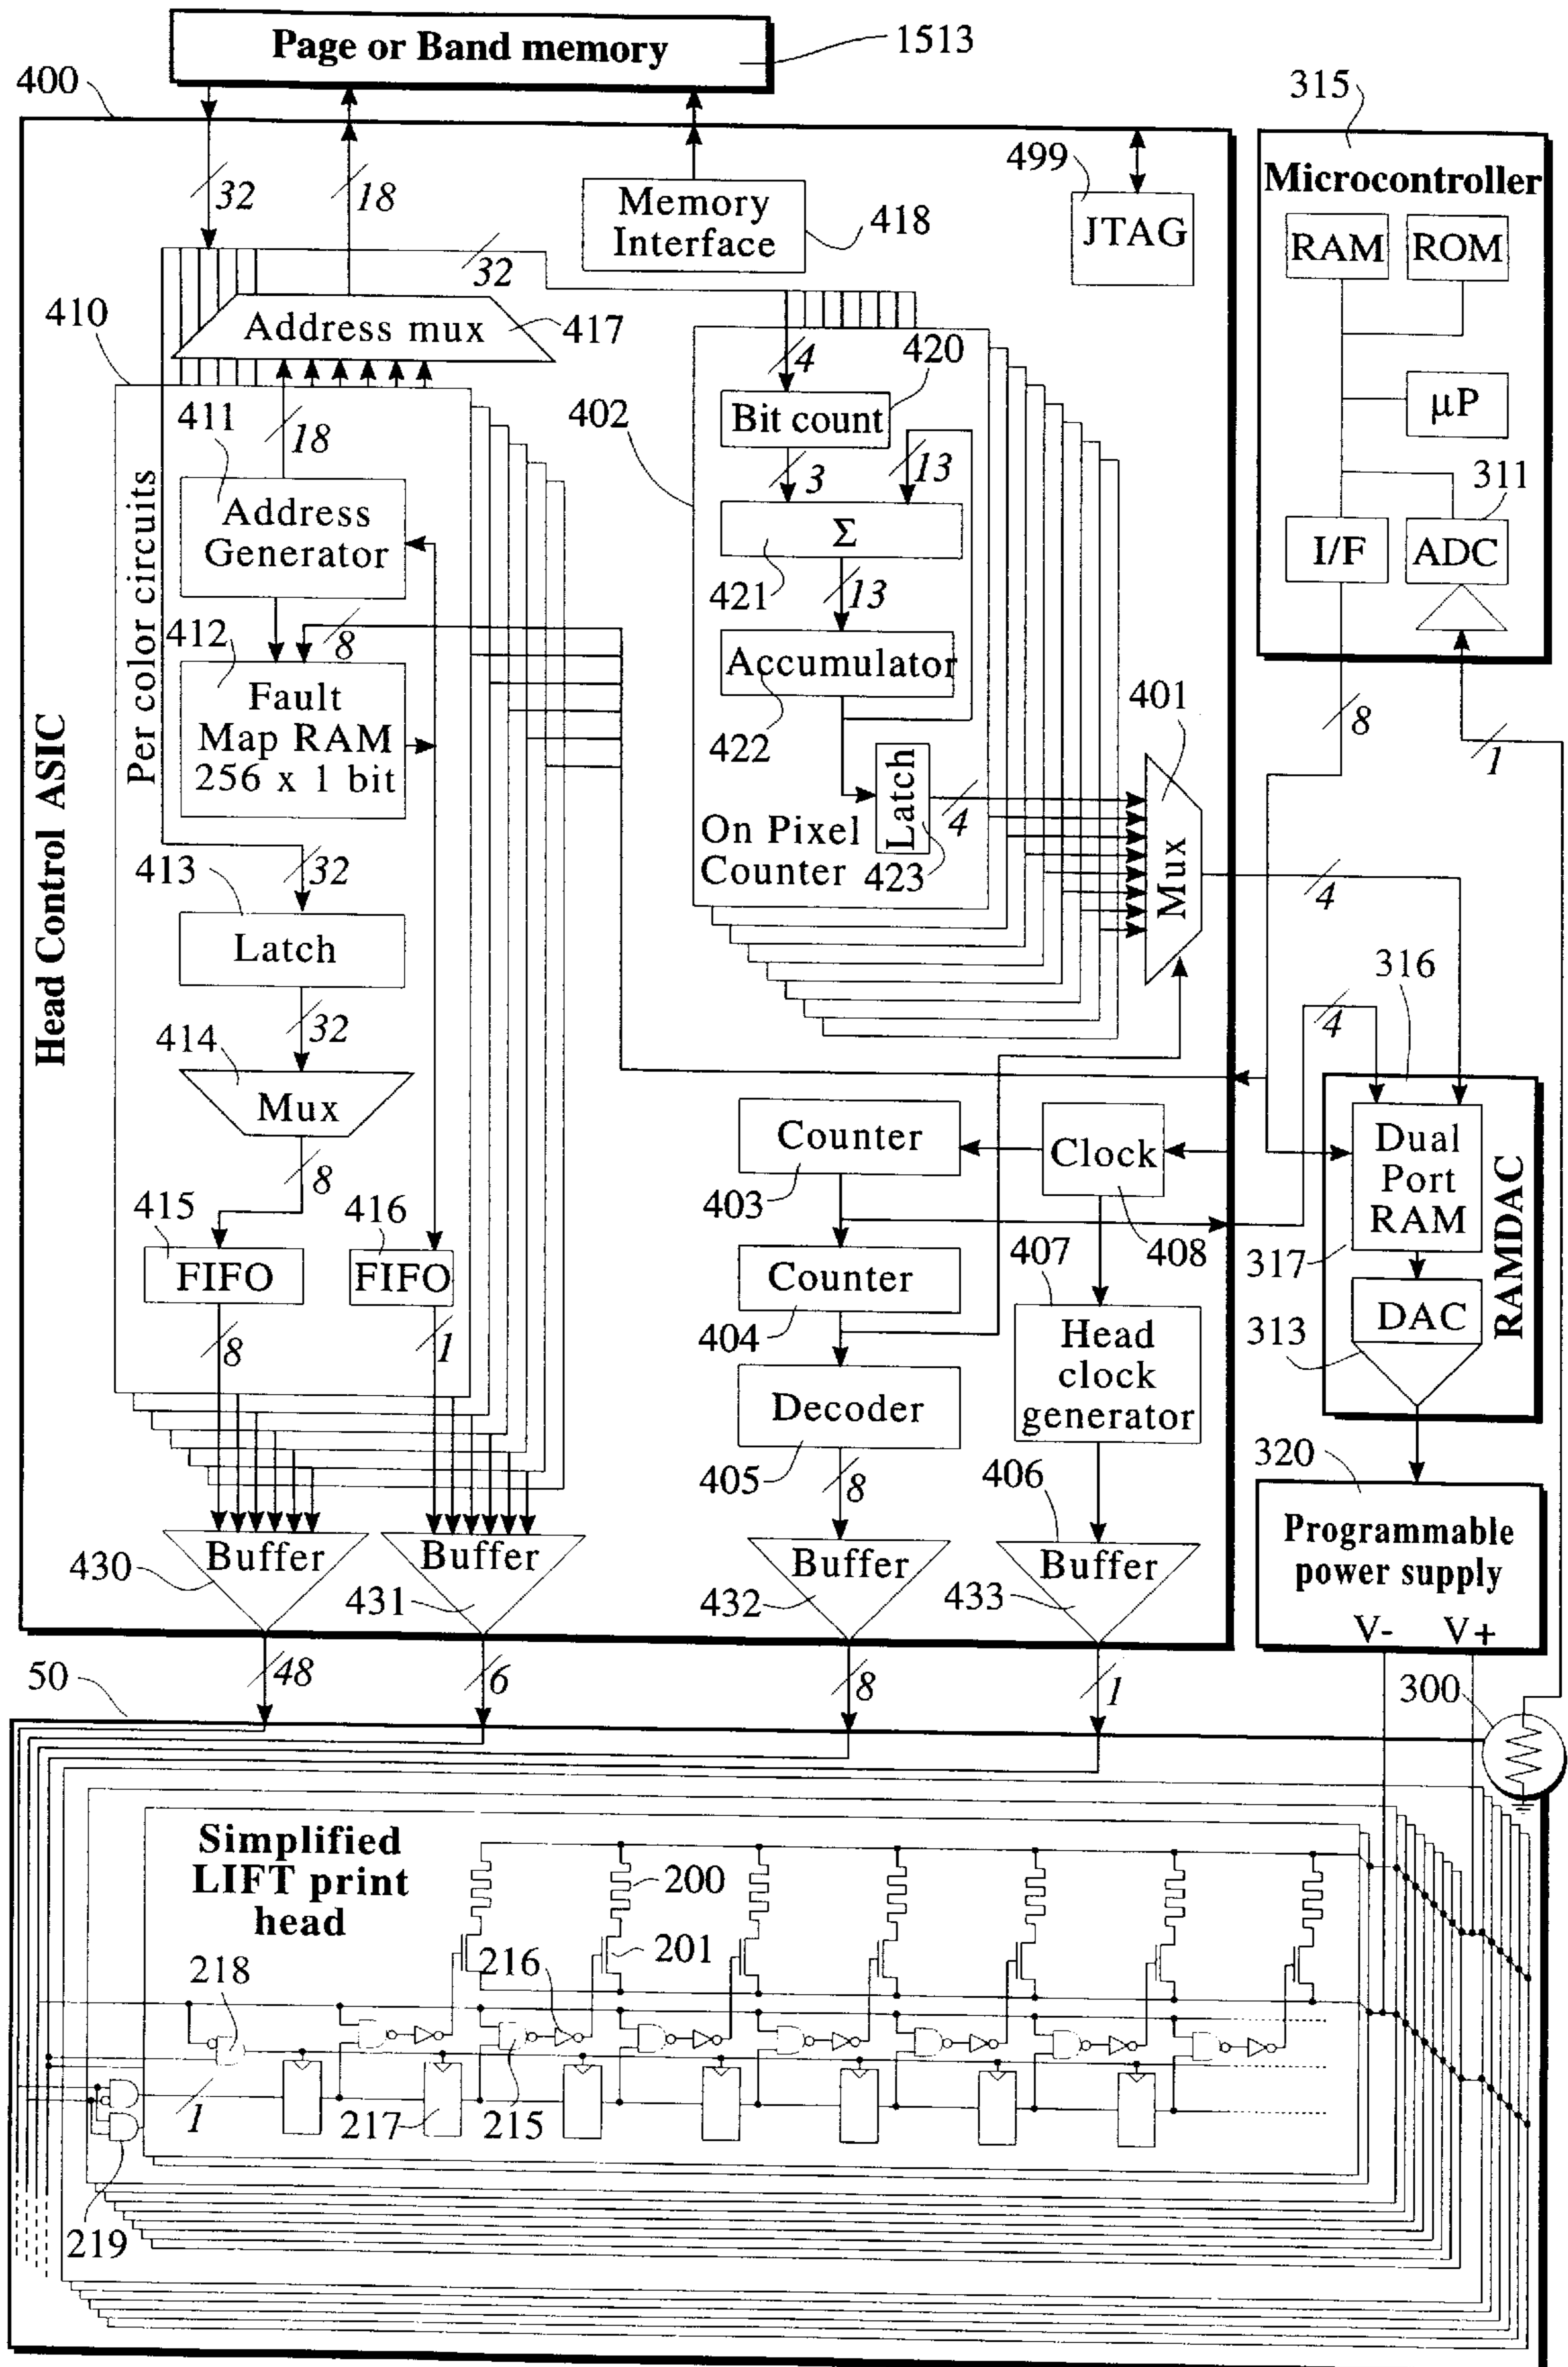 Page or Band memory
1513
400
315
32
18
499
JTAG
Memory
Interface
418
Microcontroller
RAM
ROM
32
410
Address mux
417
4
420
411
18
402
Bit count
µP
3
13
311
Per color circuits
Address
Generator
Σ
421
13
I/F
ADC
412
8
Fault
Map RAM
256 x 1 bit
Accumulator
422
401
8
1
Head Control ASIC
Latch
4
On Pixel
Counter
423
Mux
4
413
32
Latch
32
414
Mux
8
316
4
Counter
403
Clock
408
Dual
Port
RAM
317
RAMDAC
415
416
FIFO
FIFO
8
1
Counter
404
407
Head
clock
generator
DAC
313
Decoder
405
8
406
320
Programmable
power supply
V-
V+
Buffer
430
Buffer
431
Buffer
432
Buffer
433
50
48
6
8
1
300
Simplified
LIFT print
head
200
201
216
218
1
217
215
219